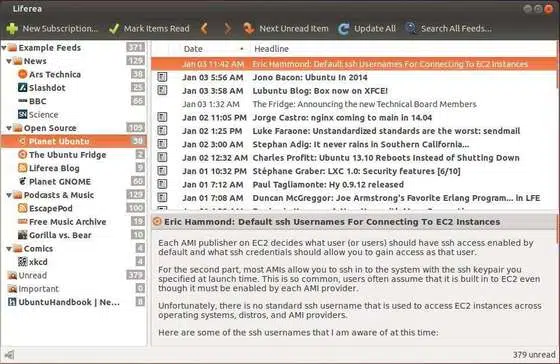 Liferea
New Subscription... Mark Items Read Next Unread Item Update All Search All Feeds...
Example Feeds 371
News 129
Ars Technica 38
Slashdot 25
BBC 66
Science
Open Source 109
Planet Ubuntu 30
The Ubuntu Fridge 2
Liferea Blog 9
Planet GNOME 60
Podcasts & Music 129
EscapePod 100
Free Music Archive 19
Gorilla vs. Bear 10
Comics 4
xkcd 4
Unread 379
Important 0
UbuntuHandbook | Ne... 8
Date Headline
Jan 03 11:42 AM Eric Hammond: Default ssh Usernames For Connecting To EC2 Instances
Jan 03 5:56 AM Jono Bacon: Ubuntu In 2014
Jan 03 3:58 AM Lubuntu Blog: Box now on XFCE!
Jan 03 1:32 AM The Fridge: Announcing the new Technical Board Members
Jan 02 11:05 PM Jorge Castro: nginx coming to main in 14.04
Jan 02 1:25 PM Luke Faraone: Unstandardized standards are the worst: sendmail
Jan 02 3:00 AM Stephan Adig: It never rains in Southern California...
Jan 02 12:32 AM Charles Profitt: Ubuntu 13.10 Reboots Instead of Shutting Down
Jan 01 10:32 PM Stéphane Graber: LXC 1.0: Security features [6/10]
Jan 01 7:12 AM Paul Tagliamonte: Hy 0.9.12 released
Jan 01 7:08 AM Duncan McGreggor: Joe Armstrong's Favorite Erlang Program... in LFE
Eric Hammond: Default ssh Usernames For Connecting To EC2 Instances
Each AMI publisher on EC2 decides what user (or users) should have ssh access enabled by
default and what ssh credentials should allow you to gain access as that user.
For the second part, most AMIs allow you to ssh in to the system with the ssh keypair you
specified at launch time. This is so common, users often assume that it is built in to EC2 even
though it must be enabled by each AMI provider.
Unfortunately, there is no standard ssh username that is used to access EC2 instances across
operating systems, distros, and AMI providers.
Here are some of the ssh usernames that I am aware of at this time:
379 unread